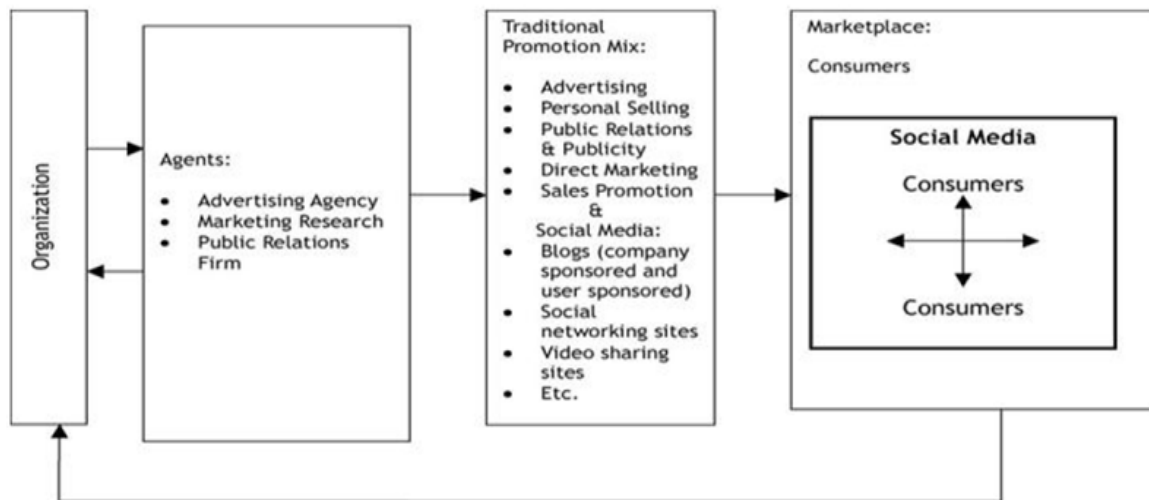 Organization
Agents:
• Advertising Agency
• Marketing Research
• Public Relations
Firm
Traditional
Promotion Mix:
• Advertising
• Personal Selling
• Public Relations
& Publicity
• Direct Marketing
• Sales Promotion
&
Social Media:
• Blogs (company
sponsored and
user sponsored)
• Social
networking sites
• Video sharing
sites
• Etc.
Marketplace:
Consumers
Social Media
Consumers
Consumers